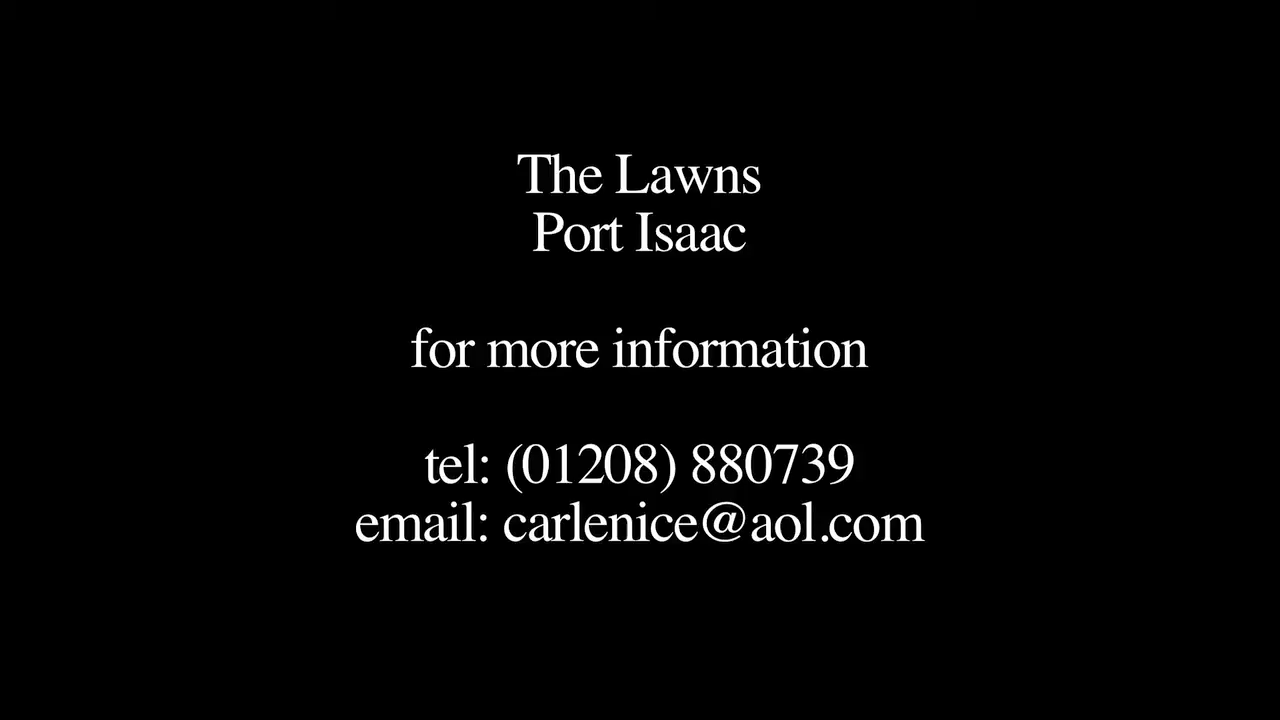 The Lawns
Port Isaac
for more information
tel: (01208) 880739
email: carlenice@aol.com